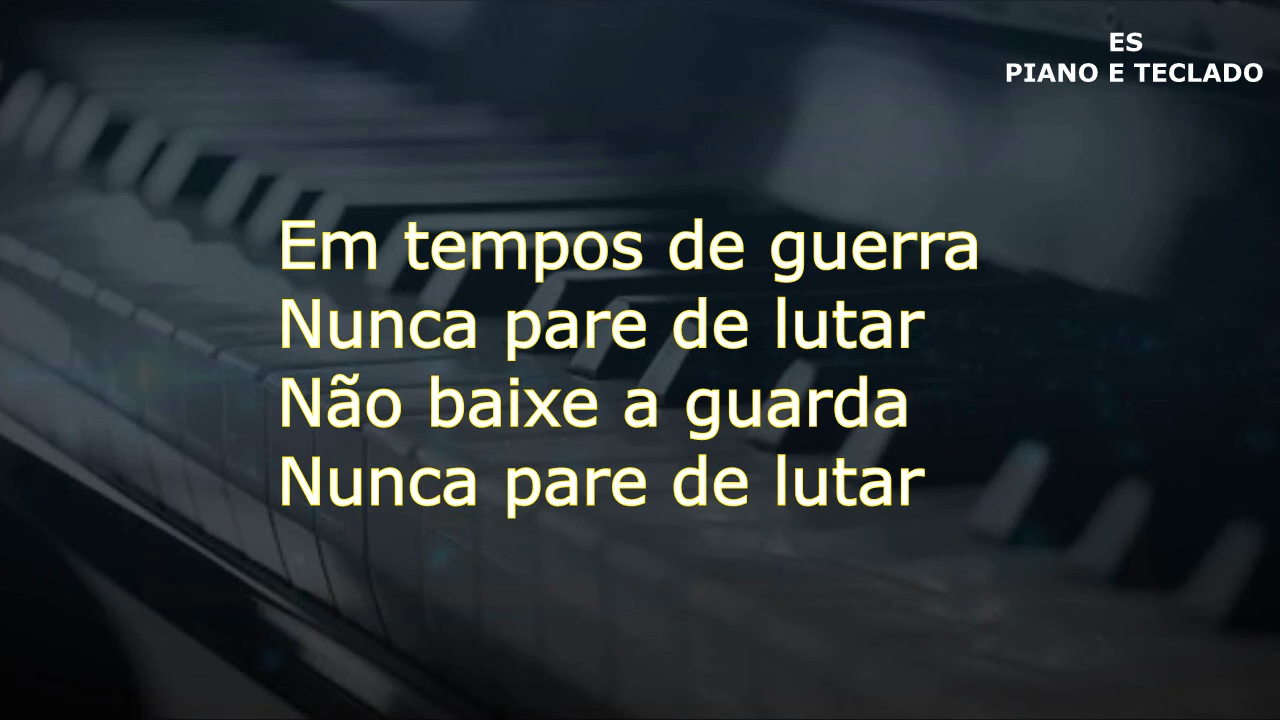 ES
PIANO E TECLADO
Em tempos de guerra
Nunca pare de lutar
Não baixe a guarda
Nunca pare de lutar